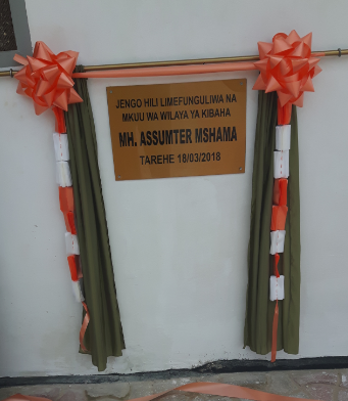 JENGO HILI LIMEFUNGULIWA NA
MKUU WA WILAYA YA KIBAHA
MH. ASSUMTER MSHAMA
TAREHE 18/03/2018